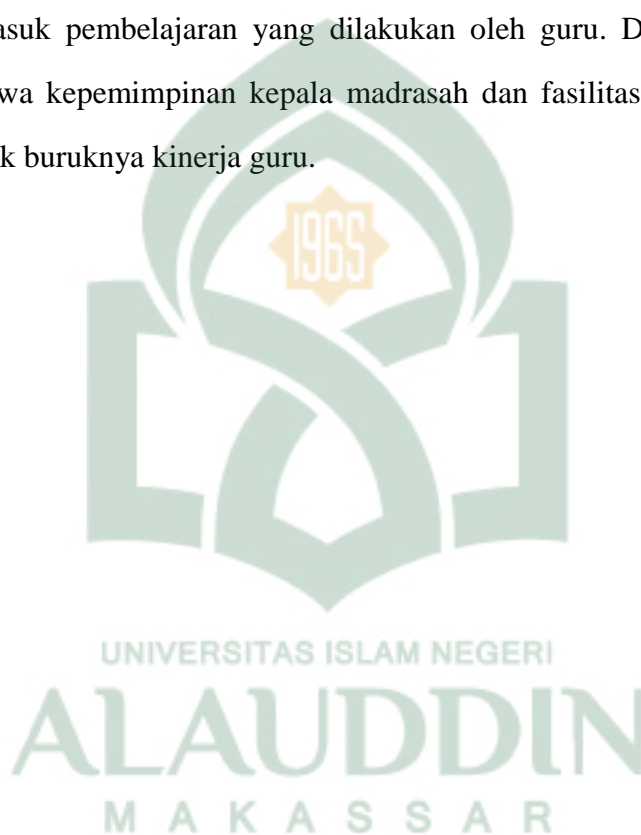 asuk pembelajaran yang dilakukan oleh guru. D
wa kepemimpinan kepala madrasah dan fasilitas
k buruknya kinerja guru.
1965
UNIVERSITAS ISLAM NEGERI
ALAUDDIN
MAKASSAR